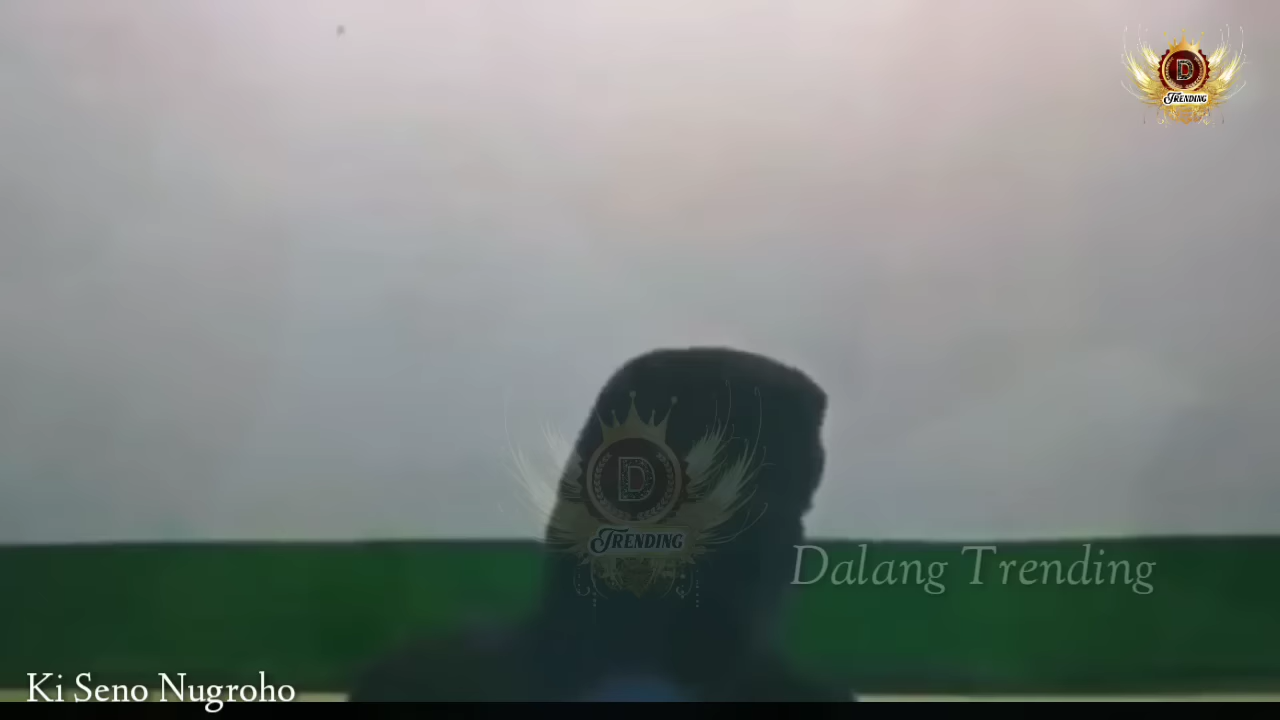 D
TRENDING
D
TRENDING
Dalang Trending
Ki Seno Nugroho